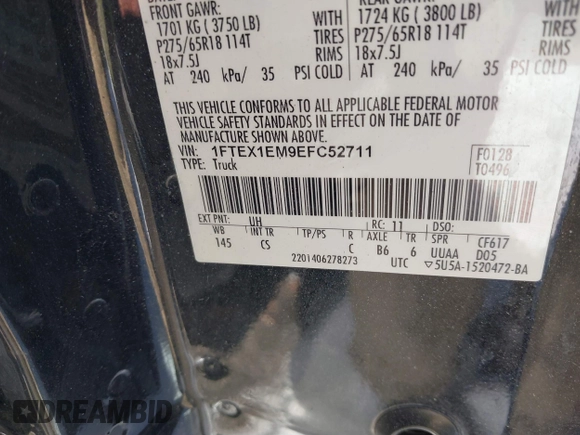 FRONT GAWR:
1701 KG ( 3750 LB)
WITH
P275/65R18 114T
TIRES
18x7.5J
RIMS
AT 240 kPa/ 35 PSI COLD
1724 KG ( 3800 LB)
WITH
P275/65R18 114T
TIRES
18x7.5J
RIMS
AT 240 kPa/ 35 PSI COLD
THIS VEHICLE CONFORMS TO ALL APPLICABLE FEDERAL MOTOR
VEHICLE SAFETY STANDARDS IN EFFECT ON THE DATE OF
MANUFACTURE SHOWN ABOVE.
VIN: 1FTEX1EM9EFC52711
TYPE: Truck
F0128
T0496
EXT PNT: UH RC: 11 DSO:
WB INT TR TP/PS R AXLE TR SPR CF617
145 CS C B6 6 UUAA D05
2201406278273 UTC ▽5U5A-1520472-BA
DREAMBID